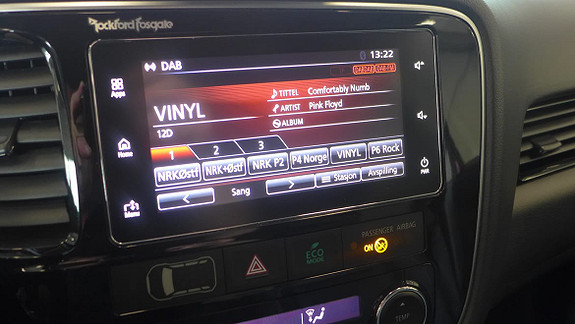 Rockford Fosgate
DAB
13:22
TITTEL Comfortably Numb
ARTIST Pink Floyd
ALBUM
VINYL
12D
1 2 3
NRKØstf NRK+Østf NRK P2 P4 Norge VINYL P6 Rock
< Sang > Stasjon Avspilling
Apps
Home
Menu
PWR
PASSENGER AIRBAG
ON
ECO
MODE
TEMP